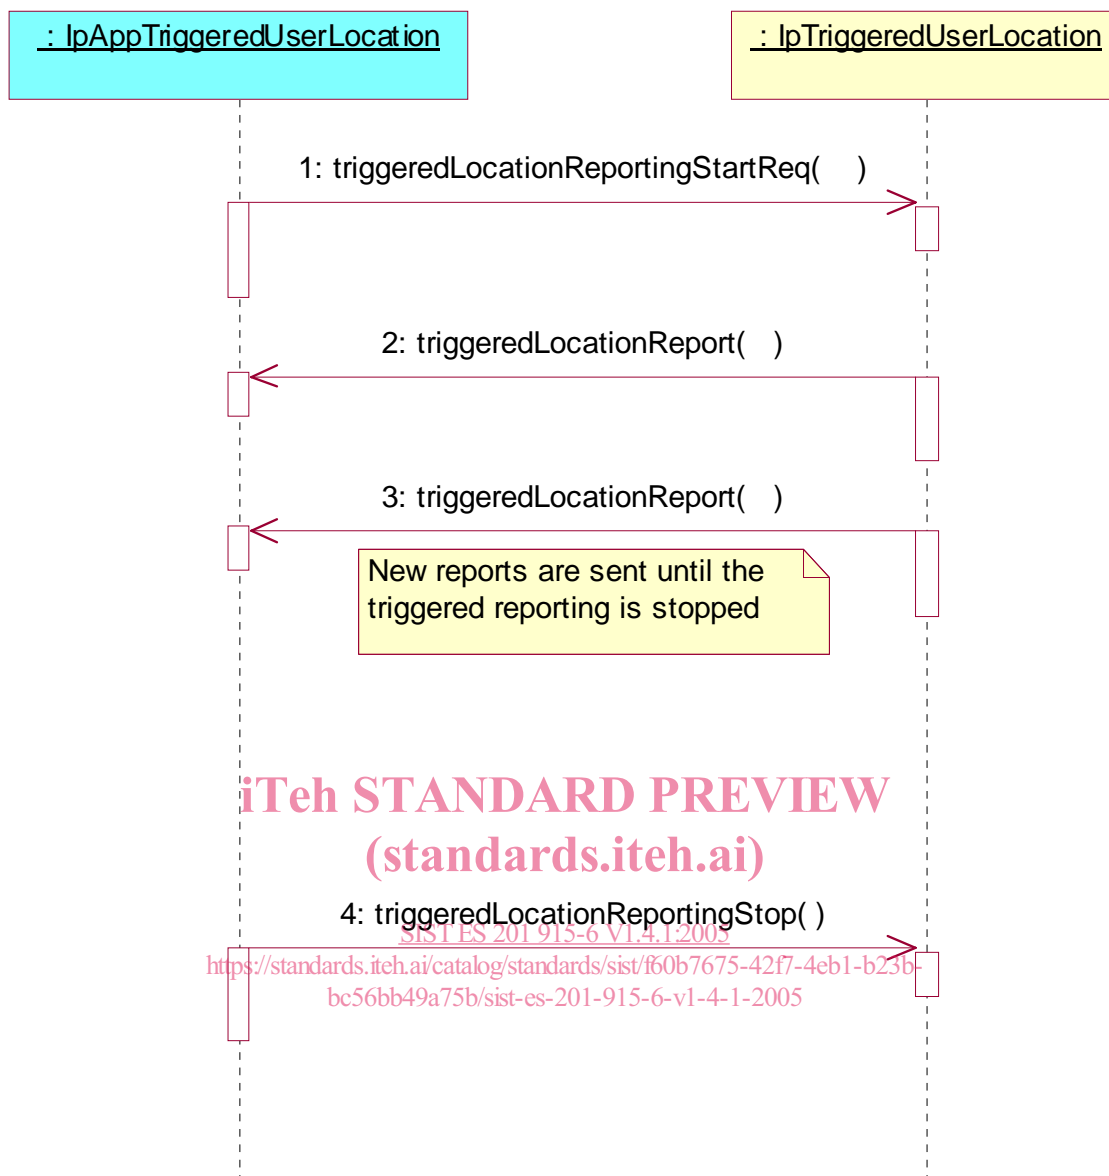 : IpAppTriggeredUserLocation
: IpTriggeredUserLocation
1: triggeredLocationReportingStartReq( )
2: triggeredLocationReport( )
3: triggeredLocationReport( )
New reports are sent until the
triggered reporting is stopped
iTeh STANDARD PREVIEW
(standards.iteh.ai)
4: triggeredLocationReportingStop( )
SIST ES 201 915-6 V1.4.1:2005
https://standards.iteh.ai/catalog/standards/sist/f60b7675-42f7-4eb1-b23b-
bc56bb49a75b/sist-es-201-915-6-v1-4-1-2005